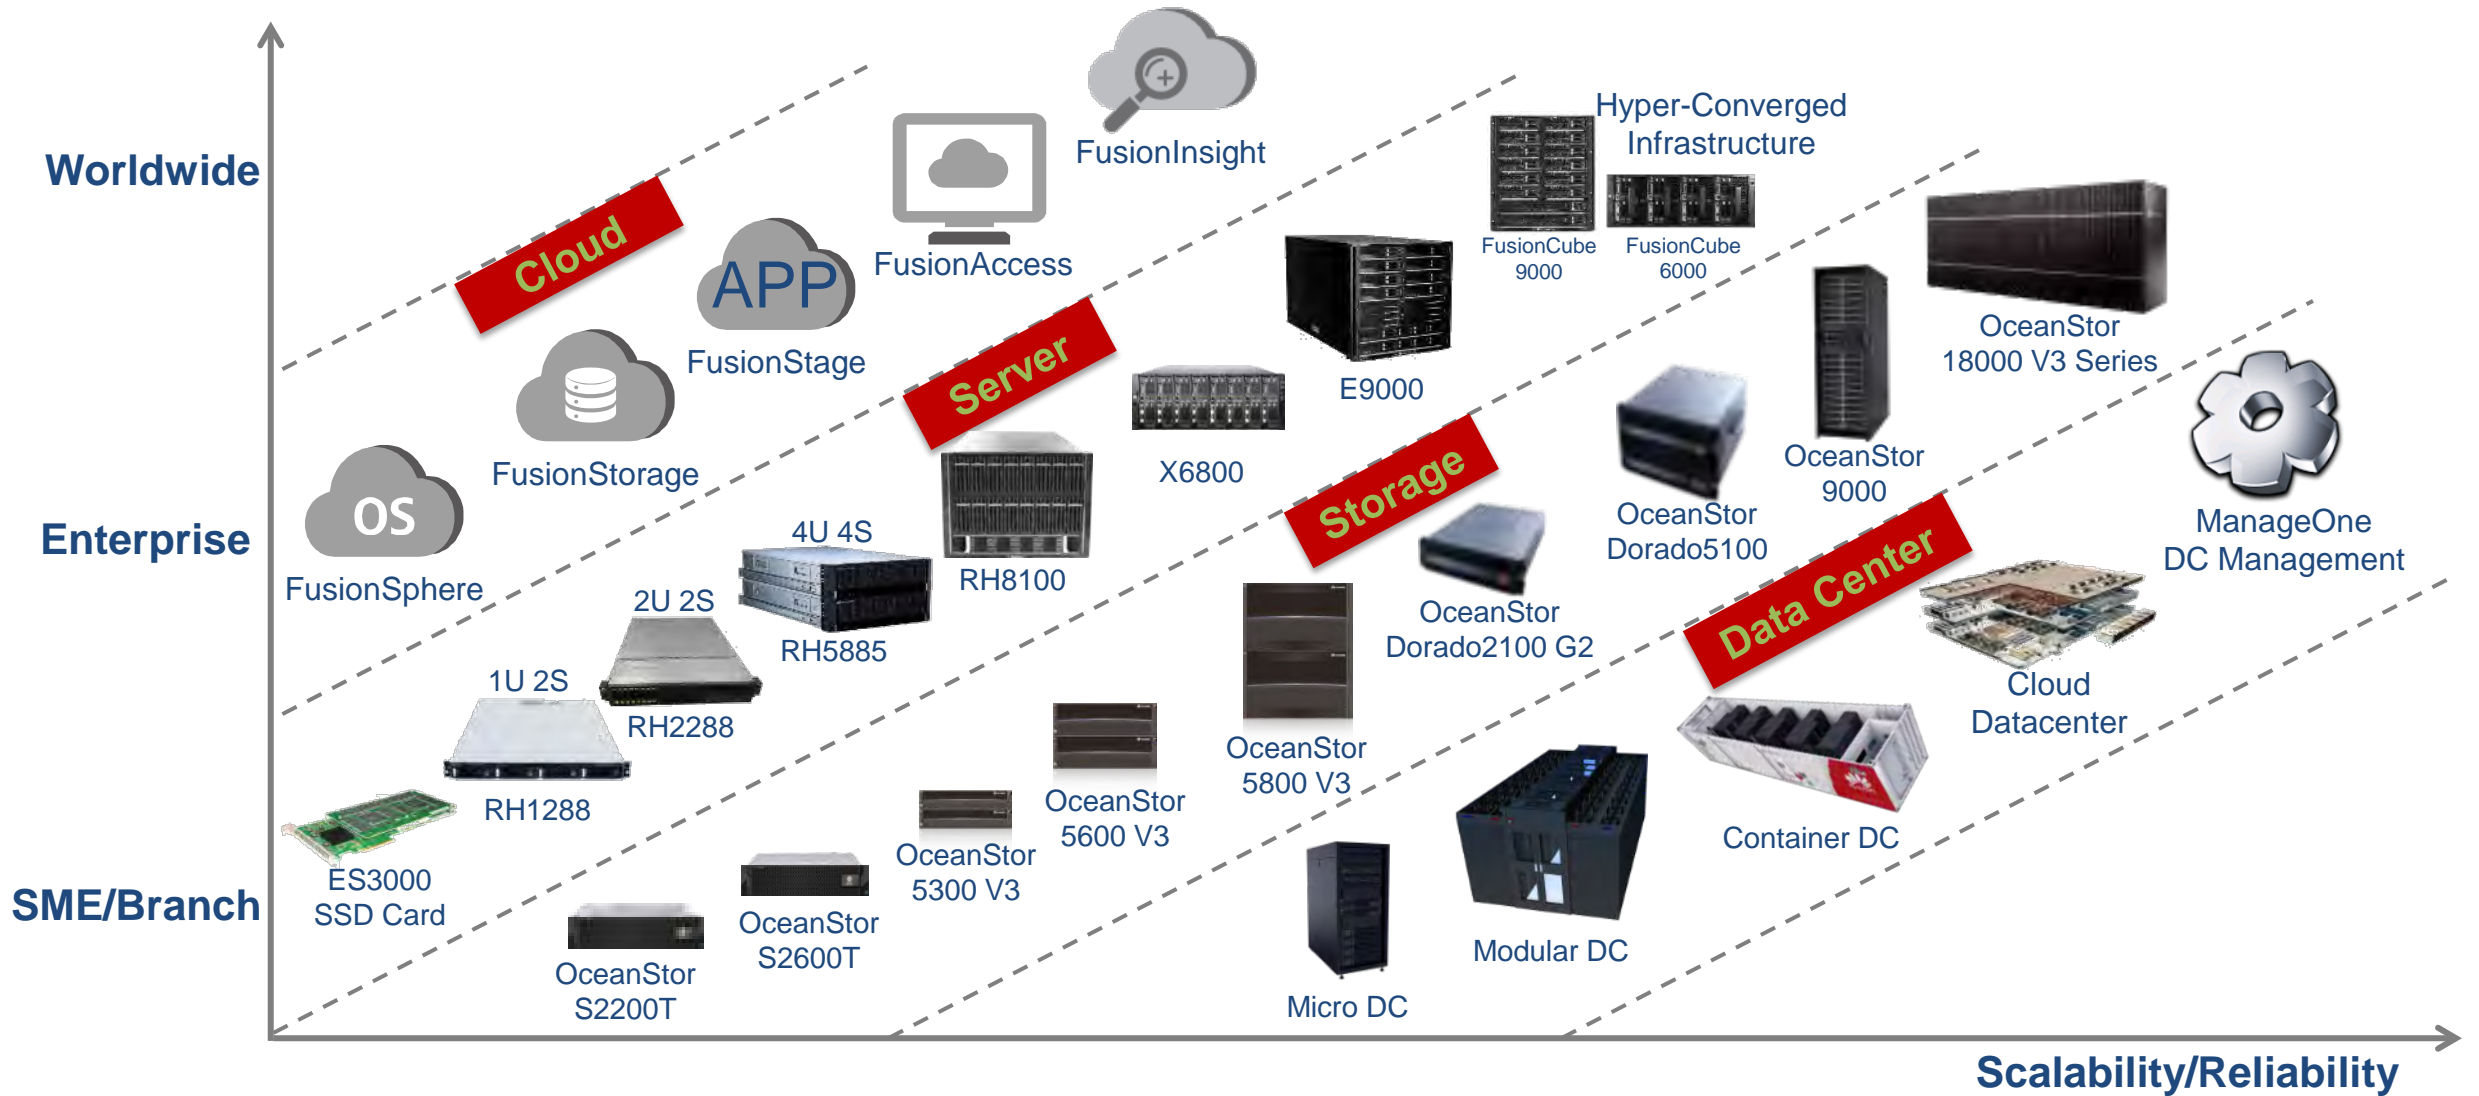 Worldwide
Enterprise
SME/Branch
Scalability/Reliability
Cloud
FusionInsight
FusionAccess
APP
FusionStage
FusionStorage
OS
FusionSphere
Server
Hyper-Converged
Infrastructure
FusionCube
9000
FusionCube
6000
E9000
X6800
RH8100
4U 4S
RH5885
2U 2S
RH2288
1U 2S
RH1288
ES3000
SSD Card
Storage
OceanStor
18000 V3 Series
OceanStor
9000
OceanStor
Dorado5100
OceanStor
Dorado2100 G2
OceanStor
5800 V3
OceanStor
5600 V3
OceanStor
5300 V3
OceanStor
S2600T
OceanStor
S2200T
Data Center
ManageOne
DC Management
Cloud
Datacenter
Container DC
Modular DC
Micro DC